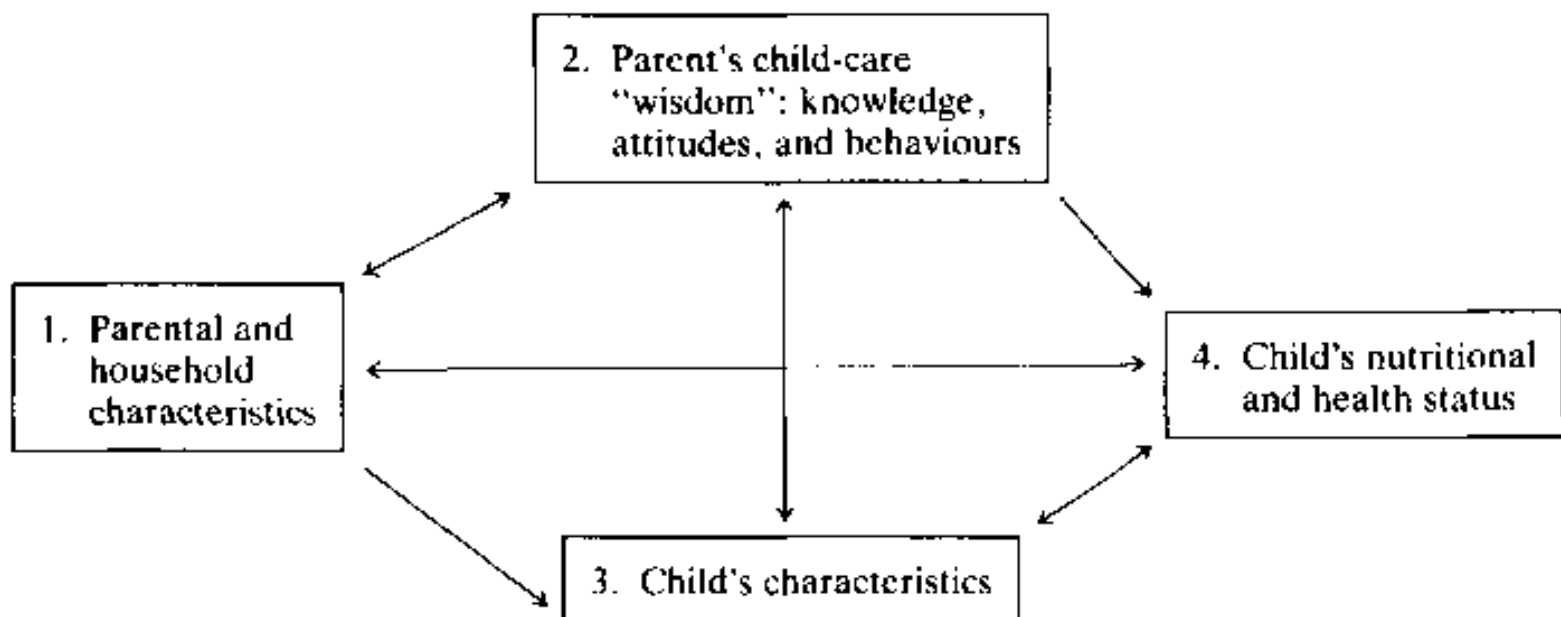 2. Parent's child-care
"wisdom": knowledge,
attitudes, and behaviours
1. Parental and
household
characteristics
4. Child's nutritional
and health status
3. Child's characteristics